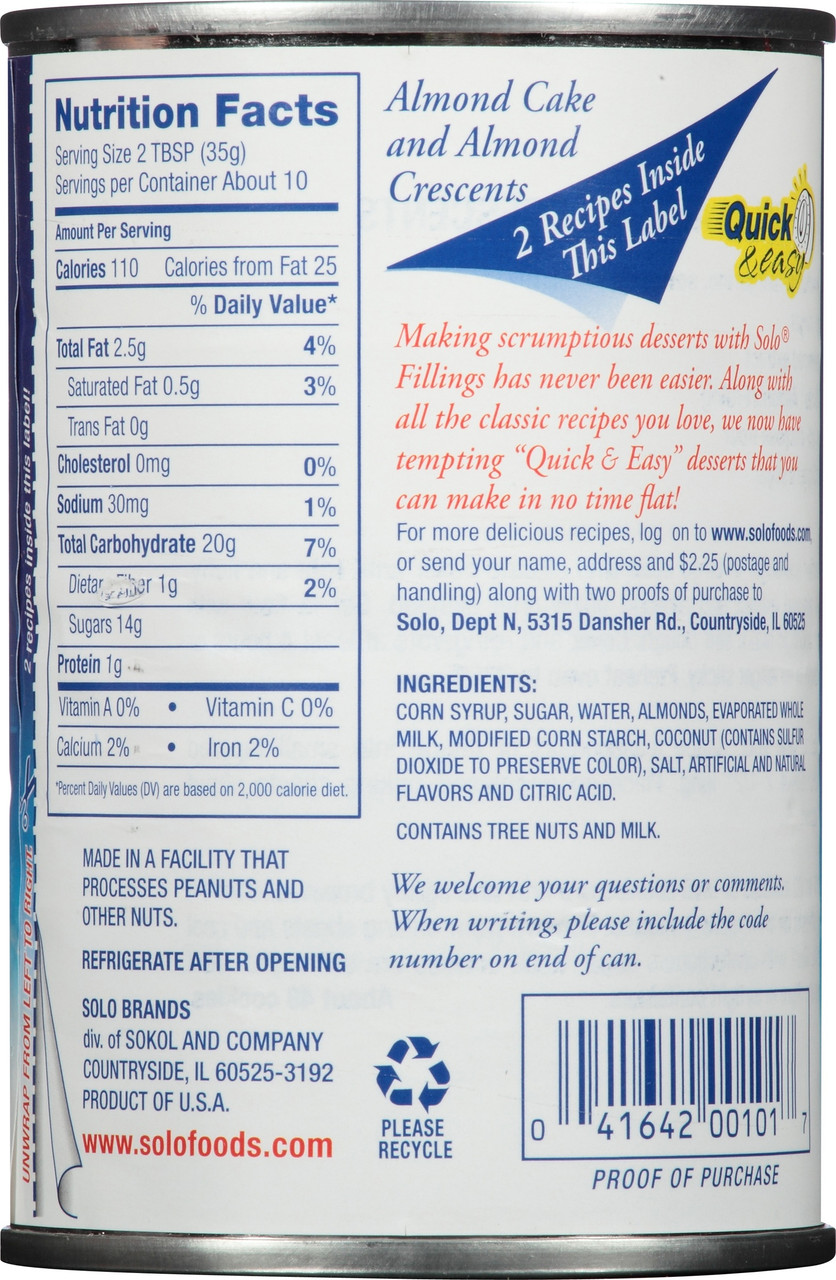 Nutrition Facts
Serving Size 2 TBSP (35g)
Servings per Container About 10
Amount Per Serving
Calories 110 Calories from Fat 25
% Daily Value*
Total Fat 2.5g 4%
Saturated Fat 0.5g 3%
Trans Fat 0g
Cholesterol 0mg 0%
Sodium 30mg 1%
Total Carbohydrate 20g 7%
Dietary Fiber 1g 2%
Sugars 14g
Protein 1g
Vitamin A 0% • Vitamin C 0%
Calcium 2% • Iron 2%
*Percent Daily Values (DV) are based on 2,000 calorie diet.
MADE IN A FACILITY THAT
PROCESSES PEANUTS AND
OTHER NUTS.
REFRIGERATE AFTER OPENING
SOLO BRANDS
div. of SOKOL AND COMPANY
COUNTRYSIDE, IL 60525-3192
PRODUCT OF U.S.A.
www.solofoods.com
2 recipes inside this label!
UNWRAP FROM LEFT TO RIGHT
Almond Cake
and Almond
Crescents
2 Recipes Inside
This Label
Quick
& easy
Making scrumptious desserts with Solo®
Fillings has never been easier. Along with
all the classic recipes you love, we now have
tempting “Quick & Easy” desserts that you
can make in no time flat!
For more delicious recipes, log on to www.solofoods.com
or send your name, address and $2.25 (postage and
handling) along with two proofs of purchase to
Solo, Dept N, 5315 Dansher Rd., Countryside, IL 60525
INGREDIENTS:
CORN SYRUP, SUGAR, WATER, ALMONDS, EVAPORATED WHOLE
MILK, MODIFIED CORN STARCH, COCONUT (CONTAINS SULFUR
DIOXIDE TO PRESERVE COLOR), SALT, ARTIFICIAL AND NATURAL
FLAVORS AND CITRIC ACID.
CONTAINS TREE NUTS AND MILK.
We welcome your questions or comments.
When writing, please include the code
number on end of can.
PLEASE
RECYCLE
0 41642 00101 7
PROOF OF PURCHASE